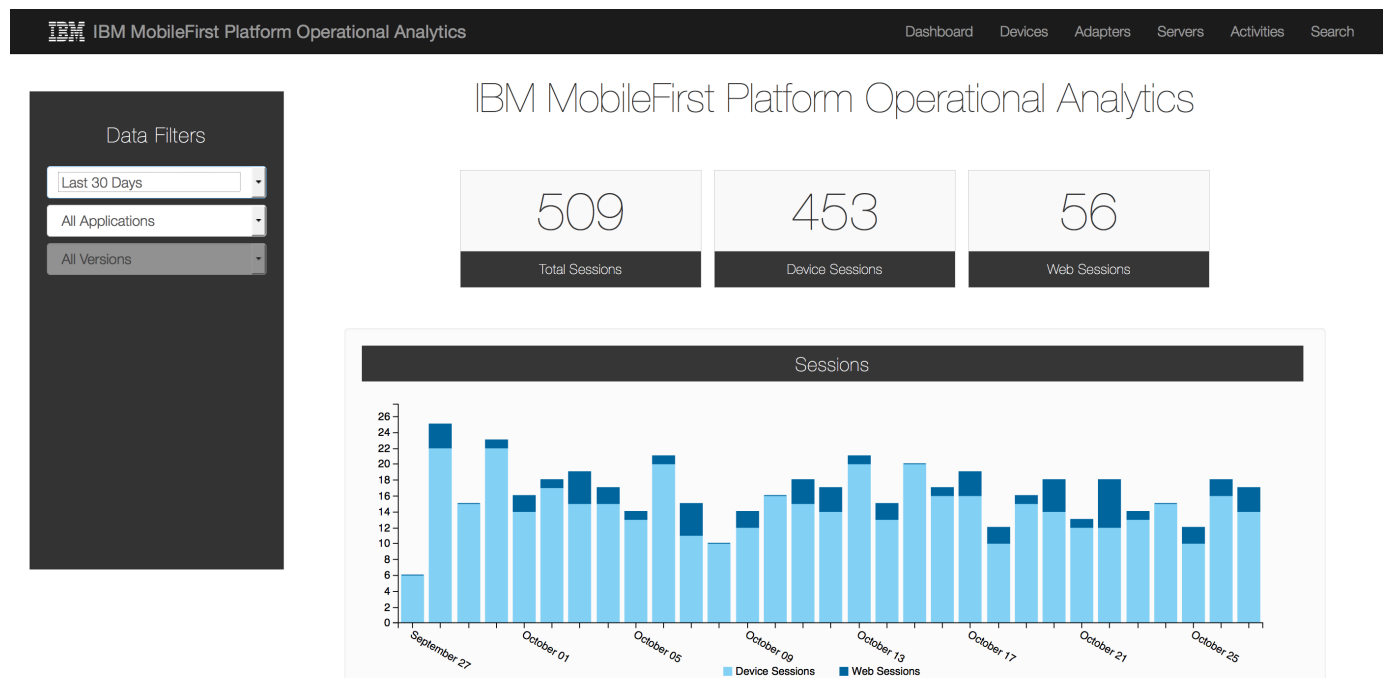 IBM IBM MobileFirst Platform Operational Analytics Dashboard Devices Adapters Servers Activities Search
IBM MobileFirst Platform Operational Analytics
Data Filters
Last 30 Days
All Applications
All Versions
509 453 56
Total Sessions Device Sessions Web Sessions
Sessions
26
24
22
20
18
16
14
12
10
8
6
4
2
0
September 27 October 01 October 05 October 09 October 13 October 17 October 21 October 25
Device Sessions Web Sessions